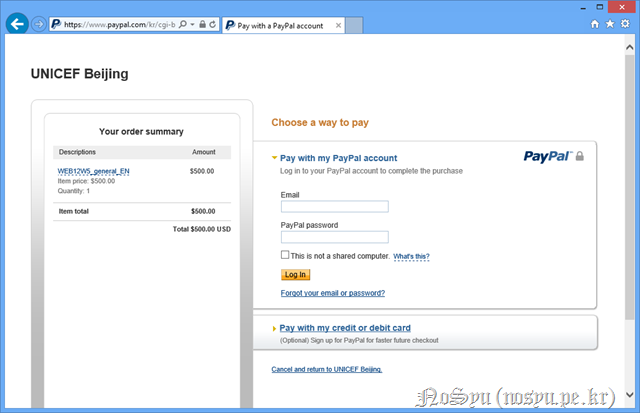 https://www.paypal.com/kr/cgi-b
Pay with a PayPal account
UNICEF Beijing
Your order summary
Descriptions Amount
WEB12W5_general_EN $500.00
Item price: $500.00
Quantity: 1
Item total $500.00
Total $500.00 USD
Choose a way to pay
Pay with my PayPal account PayPal
Log in to your PayPal account to complete the purchase
Email
PayPal password
This is not a shared computer. What's this?
Log In
Forgot your email or password?
Pay with my credit or debit card
(Optional) Sign up for PayPal for faster future checkout
Cancel and return to UNICEF Beijing.
NoSyu (nosyu.pe.kr)